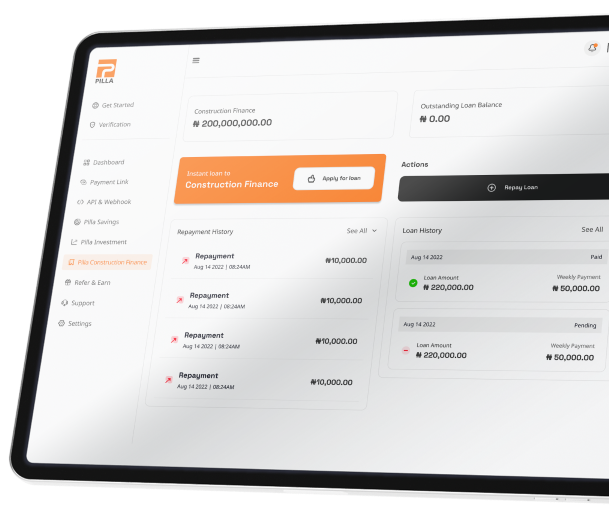 PILLA
Get Started
Verification
Dashboard
Payment Link
API & Webhook
Pilla Savings
Pilla Investment
Pilla Construction Finance
Refer & Earn
Support
Settings
Construction Finance
₦ 200,000,000.00
Outstanding Loan Balance
₦ 0.00
Instant loan to
Construction Finance
Apply for loan
Actions
Repay Loan
Repayment History
See All
Repayment
Aug 14 2022 | 08:24AM
₦10,000.00
Repayment
Aug 14 2022 | 08:24AM
₦10,000.00
Repayment
Aug 14 2022 | 08:24AM
₦10,000.00
Repayment
Aug 14 2022 | 08:24AM
₦10,000.00
Loan History
See All
Aug 14 2022
Paid
Loan Amount
₦ 220,000.00
Weekly Payment
₦ 50,000.00
Aug 14 2022
Pending
Loan Amount
₦ 220,000.00
Weekly Payment
₦ 50,000.00